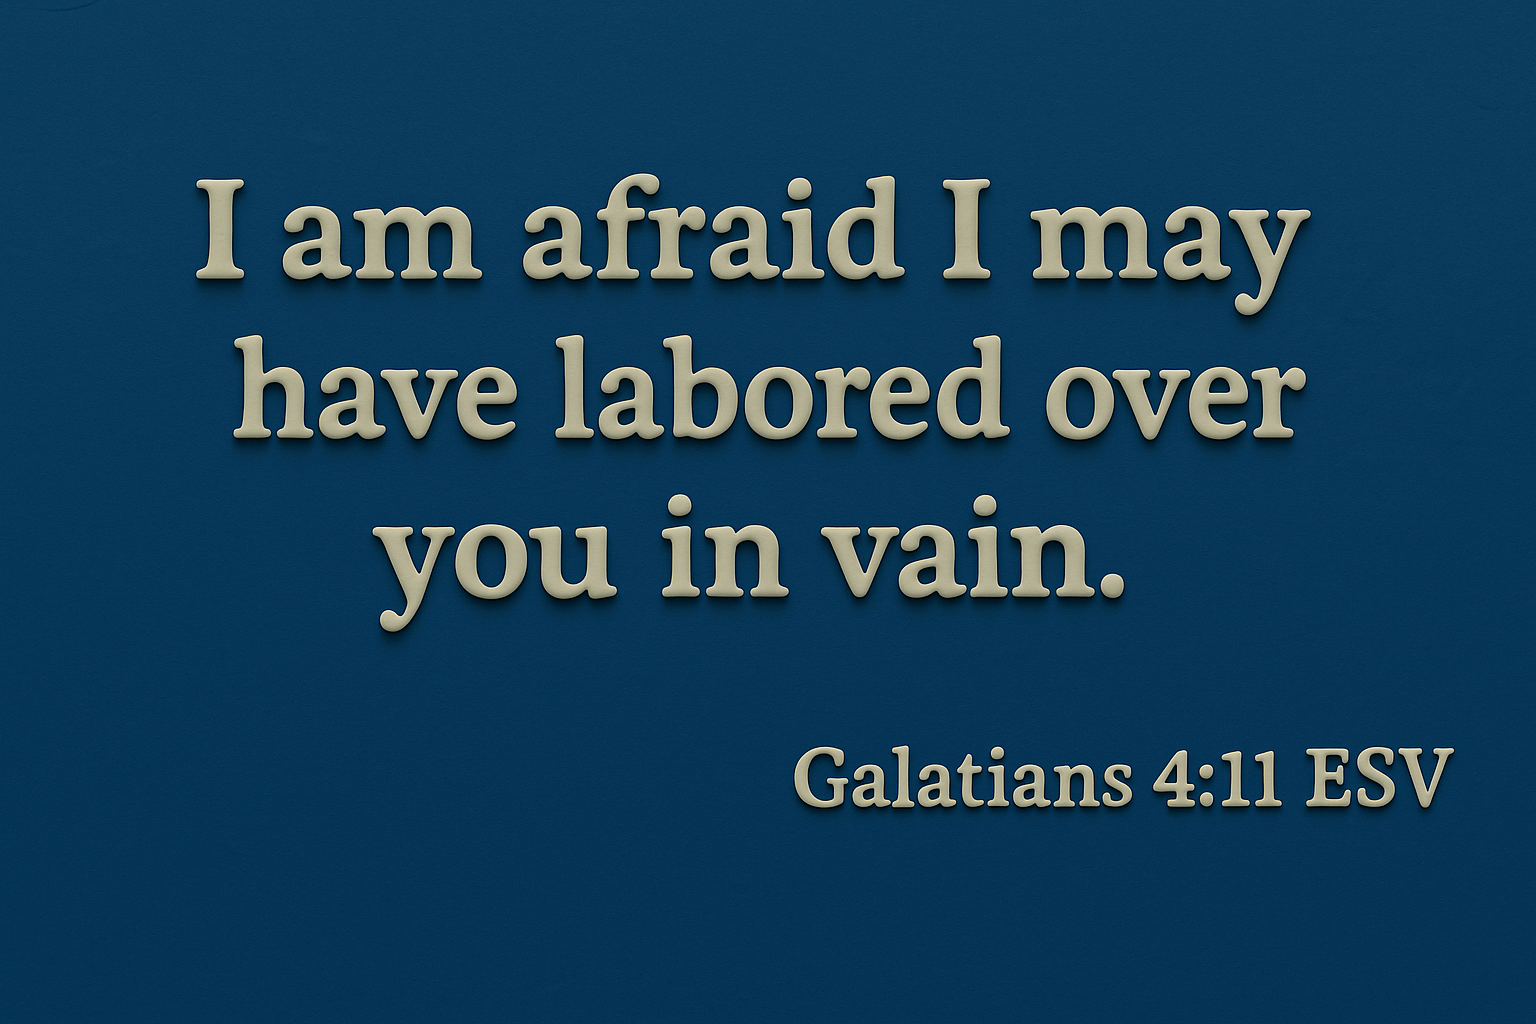 I am afraid I may
have labored over
you in vain.
Galatians 4:11 ESV